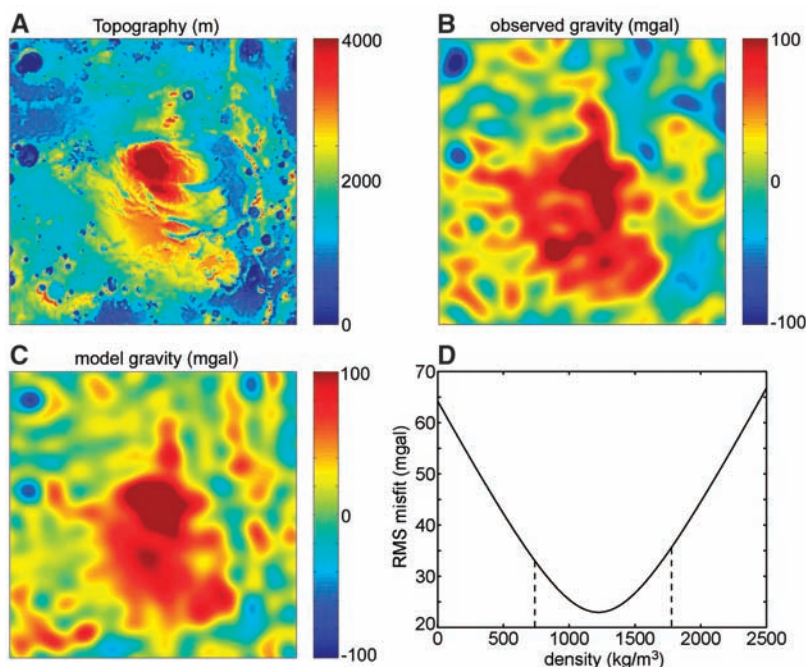 A
Topography (m)
4000
2000
0
B
observed gravity (mgal)
100
0
-100
C
model gravity (mgal)
100
0
-100
D
70
60
50
40
30
20
RMS misfit (mgal)
0
500
1000
1500
2000
2500
density (kg/m³)